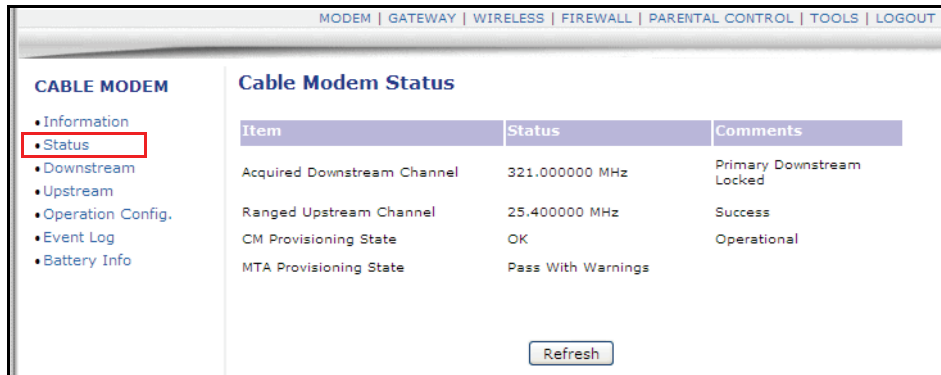 MODEM | GATEWAY | WIRELESS | FIREWALL | PARENTAL CONTROL | TOOLS | LOGOUT
CABLE MODEM
• Information
• Status
• Downstream
• Upstream
• Operation Config.
• Event Log
• Battery Info
Cable Modem Status
Item Status Comments
Acquired Downstream Channel 321.000000 MHz Primary Downstream
Locked
Ranged Upstream Channel 25.400000 MHz Success
CM Provisioning State OK Operational
MTA Provisioning State Pass With Warnings
Refresh